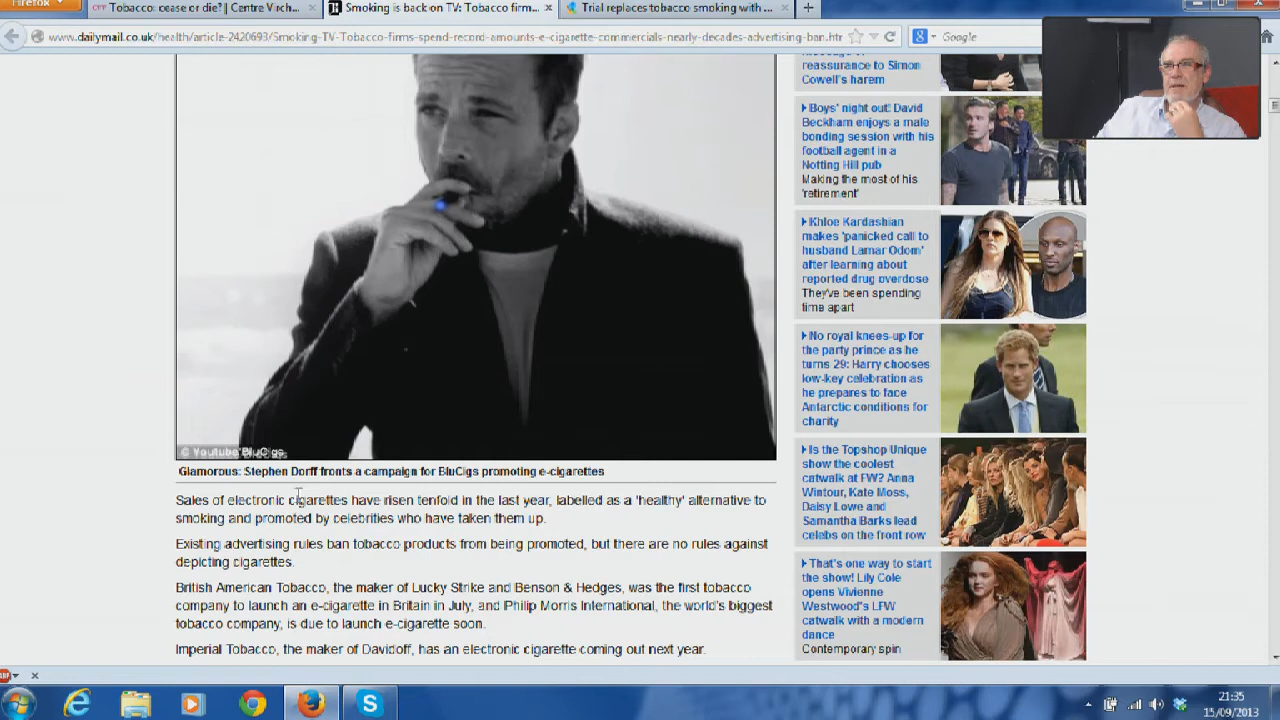 Firefox
Tobacco: cease or die? | Centre Virch...
Smoking is back on TV: Tobacco firm...
Trial replaces tobacco smoking with ...
www.dailymail.co.uk/health/article-2420693/Smoking-TV-Tobacco-firms-spend-record-amounts-e-cigarette-commercials-nearly-decades-advertising-ban.htr
Google
reassurance to Simon
Cowell's harem
Boys' night out! David
Beckham enjoys a male
bonding session with his
football agent in a
Notting Hill pub
Making the most of his
'retirement'
Khloe Kardashian
makes 'panicked call to
husband Lamar Odom'
after learning about
reported drug overdose
They've been spending
time apart
No royal knees-up for
the party prince as he
turns 29: Harry chooses
low-key celebration as
he prepares to face
Antarctic conditions for
charity
Is the Topshop Unique
show the coolest
catwalk at FW? Anna
Wintour, Kate Moss,
Daisy Lowe and
Samantha Barks lead
celebs on the front row
That's one way to start
the show! Lily Cole
opens Vivienne
Westwood's LFW
catwalk with a modern
dance
Contemporary spin
© Youtube/BluCigs
Glamorous: Stephen Dorff fronts a campaign for BluCigs promoting e-cigarettes
Sales of electronic cigarettes have risen tenfold in the last year, labelled as a 'healthy' alternative to
smoking and promoted by celebrities who have taken them up.
Existing advertising rules ban tobacco products from being promoted, but there are no rules against
depicting cigarettes.
British American Tobacco, the maker of Lucky Strike and Benson & Hedges, was the first tobacco
company to launch an e-cigarette in Britain in July, and Philip Morris International, the world's biggest
tobacco company, is due to launch e-cigarette soon.
Imperial Tobacco, the maker of Davidoff, has an electronic cigarette coming out next year.
21:35
15/09/2013